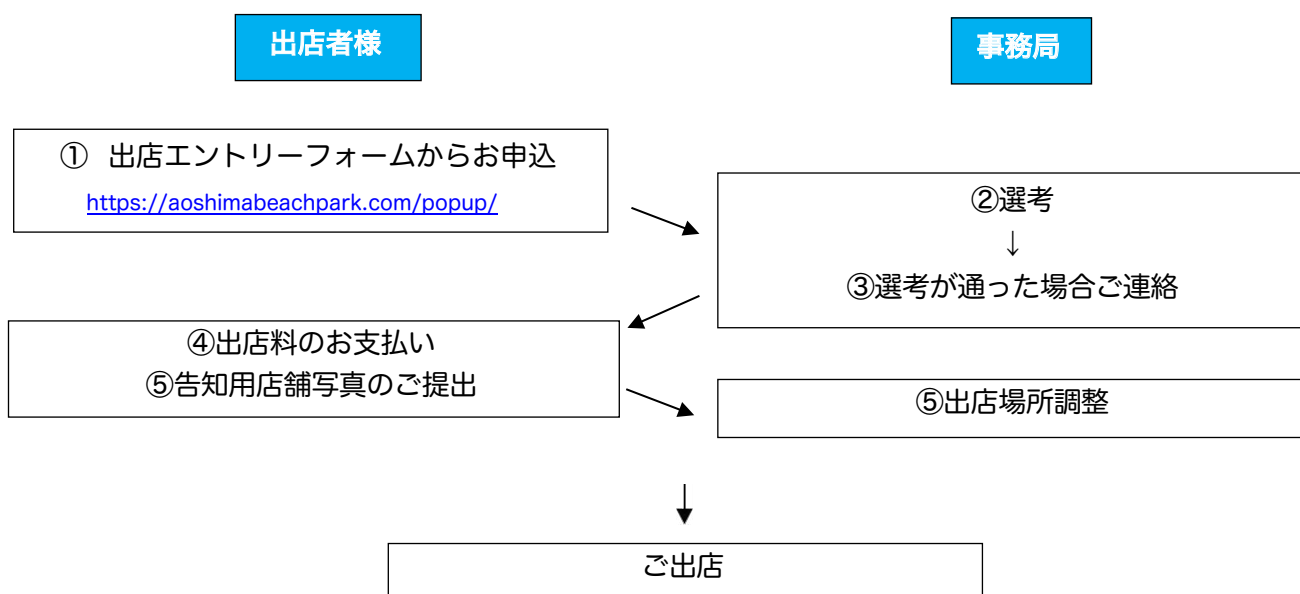 出店者様
事務局
① 出店エントリーフォームからお申込
https://aoshimabeachpark.com/popup/
②選考
↓
③選考が通った場合ご連絡
④出店料のお支払い
⑤告知用店舗写真のご提出
⑤出店場所調整
ご出店